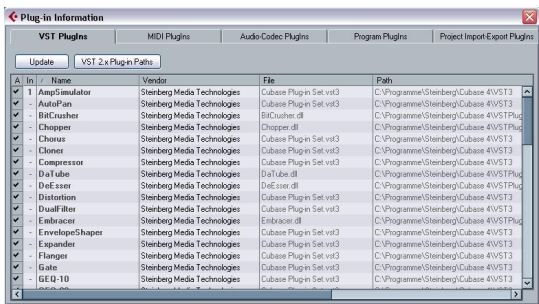 Plug-in Information
VST PlugIns MIDI PlugIns Audio-Codec PlugIns Program PlugIns Project Import-Export PlugIns
Update VST 2.x Plug-in Paths
A In / Name Vendor File Path
1 AmpSimulator Steinberg Media Technologies Cubase Plug-in Set.vst3 C:\Programme\Steinberg\Cubase 4\VST3
- AutoPan Steinberg Media Technologies Cubase Plug-in Set.vst3 C:\Programme\Steinberg\Cubase 4\VST3
- BitCrusher Steinberg Media Technologies BitCrusher.dll C:\Programme\Steinberg\Cubase 4\VSTPlug
- Chopper Steinberg Media Technologies Chopper.dll C:\Programme\Steinberg\Cubase 4\VSTPlug
- Chorus Steinberg Media Technologies Cubase Plug-in Set.vst3 C:\Programme\Steinberg\Cubase 4\VST3
- Cloner Steinberg Media Technologies Cubase Plug-in Set.vst3 C:\Programme\Steinberg\Cubase 4\VST3
- Compressor Steinberg Media Technologies Cubase Plug-in Set.vst3 C:\Programme\Steinberg\Cubase 4\VST3
- DaTube Steinberg Media Technologies DaTube.dll C:\Programme\Steinberg\Cubase 4\VSTPlug
- DeEsser Steinberg Media Technologies DeEsser.dll C:\Programme\Steinberg\Cubase 4\VSTPlug
- Distortion Steinberg Media Technologies Cubase Plug-in Set.vst3 C:\Programme\Steinberg\Cubase 4\VST3
- DualFilter Steinberg Media Technologies Cubase Plug-in Set.vst3 C:\Programme\Steinberg\Cubase 4\VST3
- Embracer Steinberg Media Technologies Embracer.dll C:\Programme\Steinberg\Cubase 4\VSTPlug
- EnvelopeShaper Steinberg Media Technologies Cubase Plug-in Set.vst3 C:\Programme\Steinberg\Cubase 4\VST3
- Expander Steinberg Media Technologies Cubase Plug-in Set.vst3 C:\Programme\Steinberg\Cubase 4\VST3
- Flanger Steinberg Media Technologies Cubase Plug-in Set.vst3 C:\Programme\Steinberg\Cubase 4\VST3
- Gate Steinberg Media Technologies Cubase Plug-in Set.vst3 C:\Programme\Steinberg\Cubase 4\VST3
- GEQ-10 Steinberg Media Technologies Cubase Plug-in Set.vst3 C:\Programme\Steinberg\Cubase 4\VST3